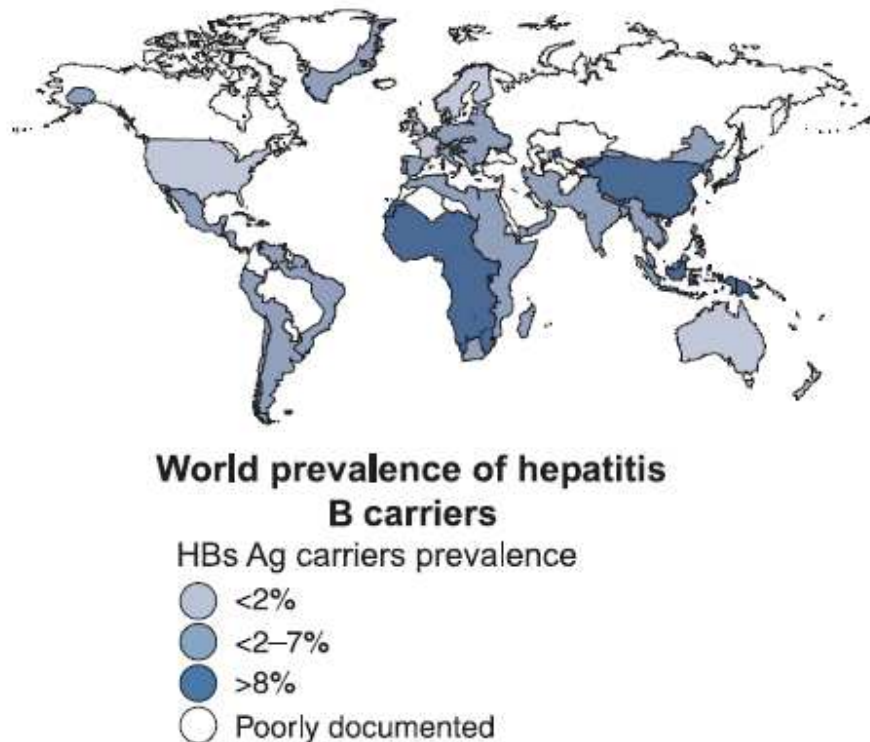 World prevalence of hepatitis
B carriers
HBs Ag carriers prevalence
<2%
<2–7%
>8%
Poorly documented